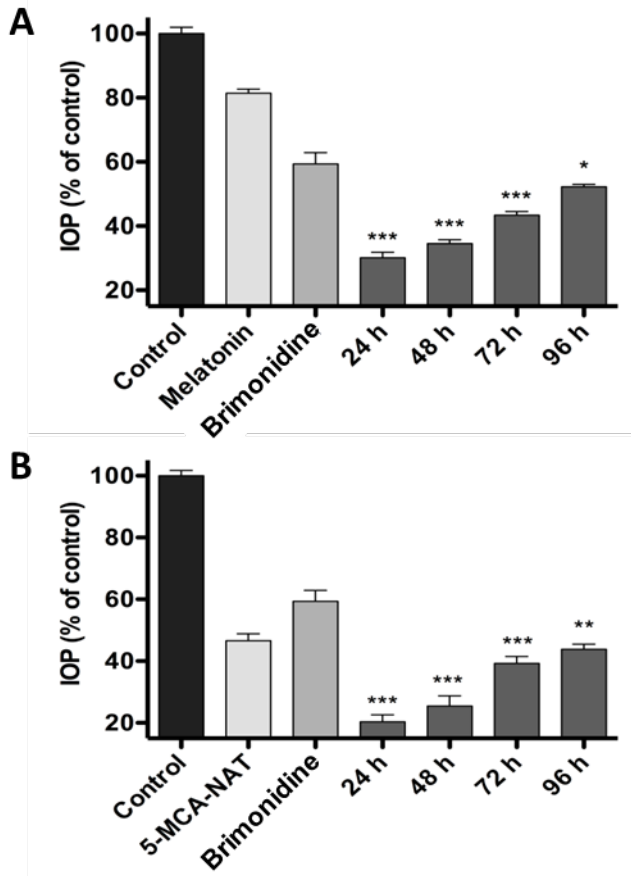 A
IOP (% of control)
100
80
60
40
20
***
***
***
*
Control
Melatonin
Brimonidine
24 h
48 h
72 h
96 h
B
IOP (% of control)
100
80
60
40
20
***
***
***
**
Control
5-MCA-NAT
Brimonidine
24 h
48 h
72 h
96 h